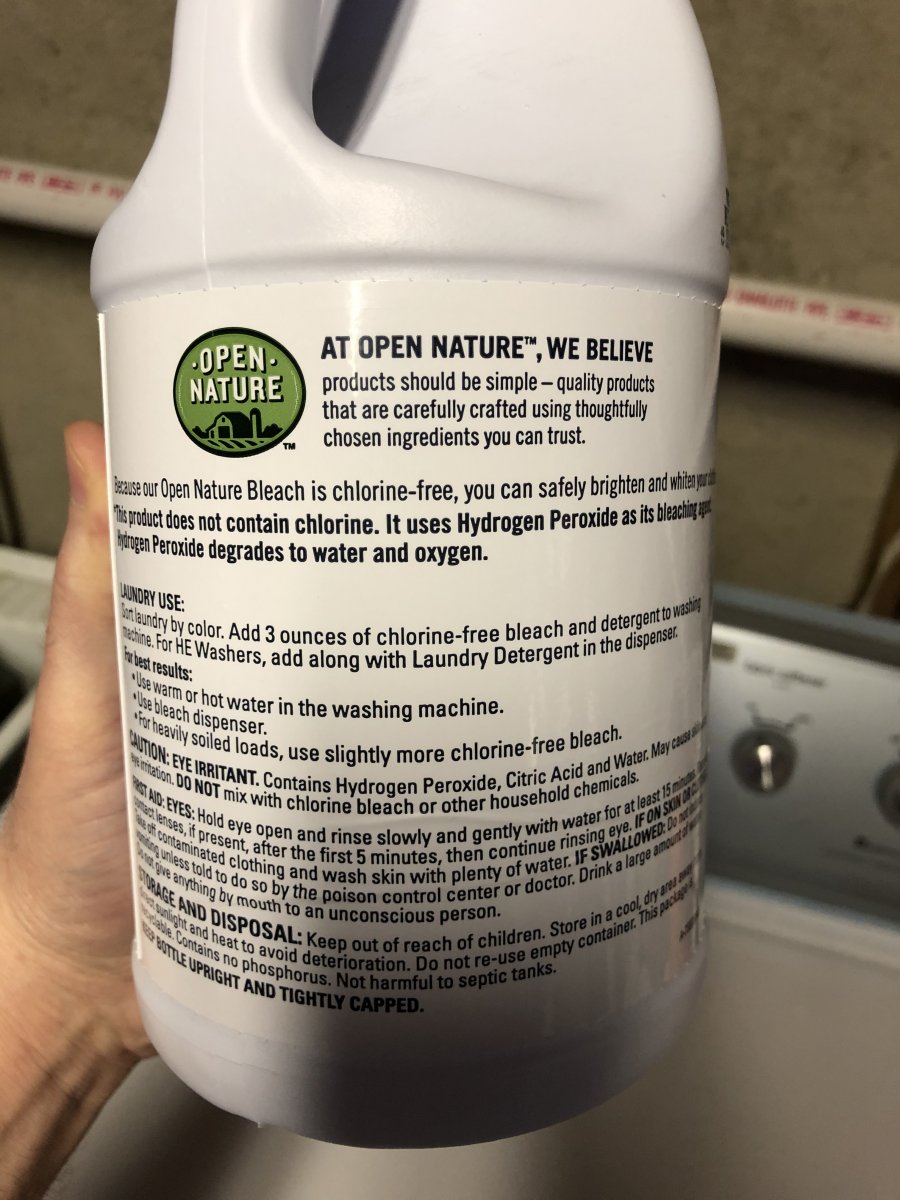 OPEN
NATURE
TM
AT OPEN NATURE™, WE BELIEVE
products should be simple – quality products
that are carefully crafted using thoughtfully
chosen ingredients you can trust.
Because our Open Nature Bleach is chlorine-free, you can safely brighten and whiten your
*This product does not contain chlorine. It uses Hydrogen Peroxide as its bleaching agent.
Hydrogen Peroxide degrades to water and oxygen.
LAUNDRY USE:
Sort laundry by color. Add 3 ounces of chlorine-free bleach and detergent to washing
machine. For HE Washers, add along with Laundry Detergent in the dispenser.
For best results:
•Use warm or hot water in the washing machine.
•Use bleach dispenser.
•For heavily soiled loads, use slightly more chlorine-free bleach.
CAUTION: EYE IRRITANT. Contains Hydrogen Peroxide, Citric Acid and Water. May cause
eye irritation. DO NOT mix with chlorine bleach or other household chemicals.
FIRST AID: EYES: Hold eye open and rinse slowly and gently with water for at least 15 minutes.
contact lenses, if present, after the first 5 minutes, then continue rinsing eye. IF ON SKIN OR
Take off contaminated clothing and wash skin with plenty of water. IF SWALLOWED: Do not
vomiting unless told to do so by the poison control center or doctor. Drink a large amount of
Do not give anything by mouth to an unconscious person.
STORAGE AND DISPOSAL: Keep out of reach of children. Store in a cool, dry area away
sunlight and heat to avoid deterioration. Do not re-use empty container. This package is
recyclable. Contains no phosphorus. Not harmful to septic tanks.
KEEP BOTTLE UPRIGHT AND TIGHTLY CAPPED.